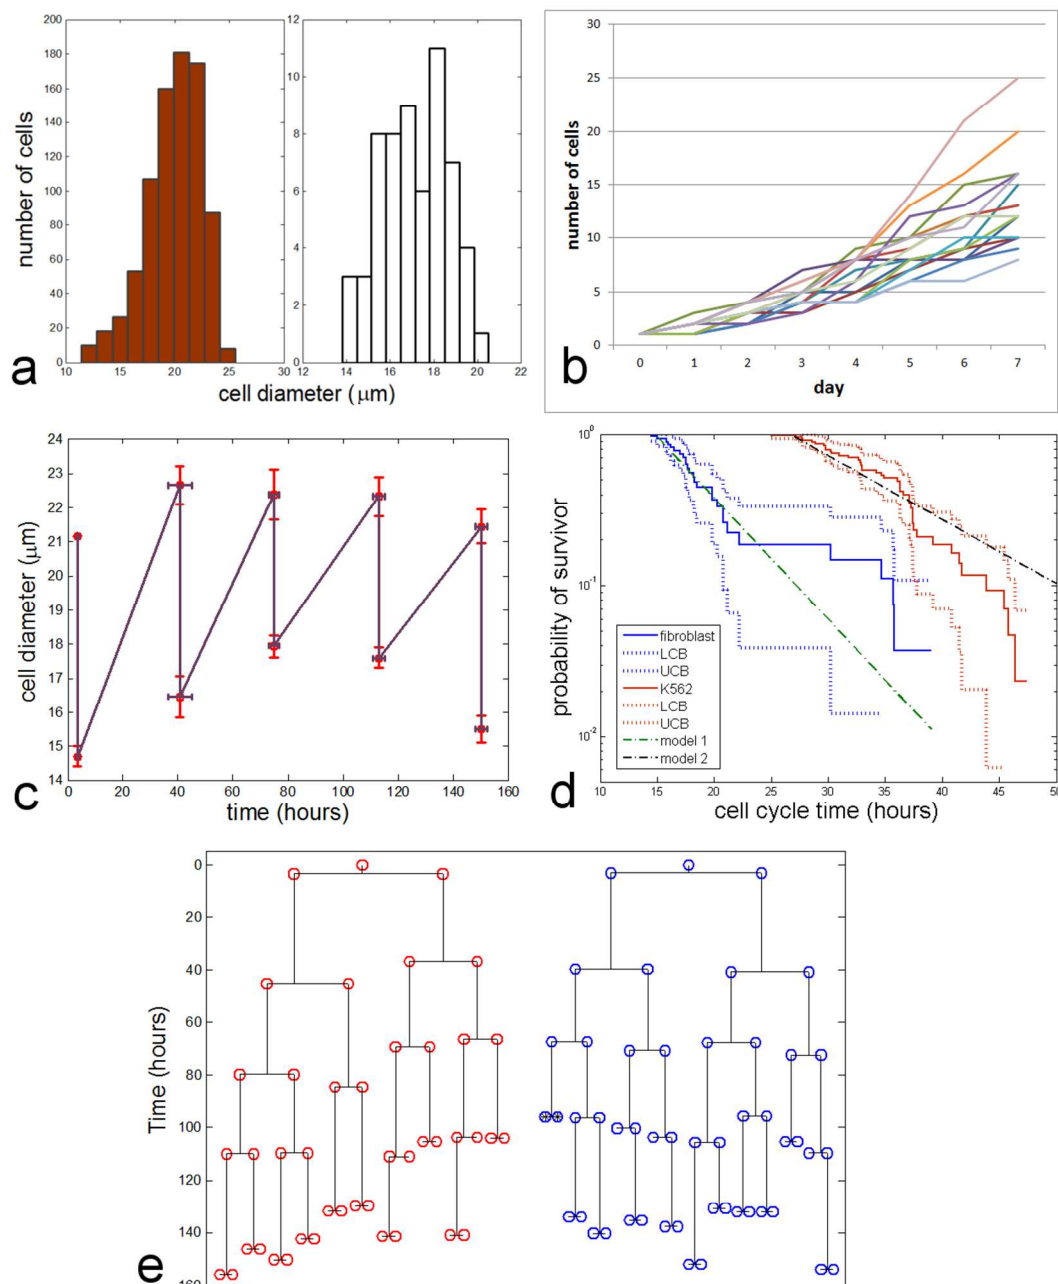 200
180
160
140
120
100
80
60
40
20
0
10
15
20
25
30
number of cells
12
10
8
6
4
2
0
12
14
16
18
20
22
cell diameter (μm)
a
30
25
20
15
10
5
0
0 1 2 3 4 5 6 7
number of cells
day
b
24
23
22
21
20
19
18
17
16
15
14
0 20 40 60 80 100 120 140 160
cell diameter (μm)
time (hours)
c
10^0
10^-1
10^-2
10 15 20 25 30 35 40 45 50
probability of survivor
cell cycle time (hours)
fibroblast
LCB
UCB
K562
LCB
UCB
model 1
model 2
d
0
20
40
60
80
100
120
140
160
Time (hours)
e